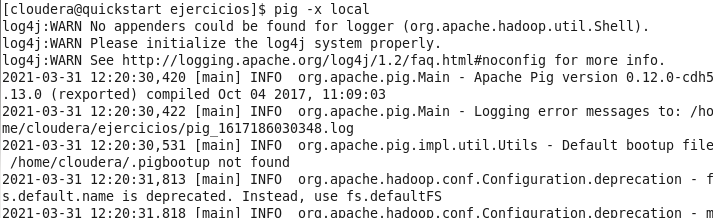 [cloudera@quickstart ejercicios]$ pig -x local
log4j:WARN No appenders could be found for logger (org.apache.hadoop.util.Shell).
log4j:WARN Please initialize the log4j system properly.
log4j:WARN See http://logging.apache.org/log4j/1.2/faq.html#noconfig for more info.
2021-03-31 12:20:30,420 [main] INFO  org.apache.pig.Main - Apache Pig version 0.12.0-cdh5
.13.0 (rexported) compiled Oct 04 2017, 11:09:03
2021-03-31 12:20:30,422 [main] INFO  org.apache.pig.Main - Logging error messages to: /ho
me/cloudera/ejercicios/pig_1617186030348.log
2021-03-31 12:20:30,531 [main] INFO  org.apache.pig.impl.util.Utils - Default bootup file
 /home/cloudera/.pigbootup not found
2021-03-31 12:20:31,813 [main] INFO  org.apache.hadoop.conf.Configuration.deprecation - f
s.default.name is deprecated. Instead, use fs.defaultFS
2021-03-31 12:20:31,818 [main] INFO  org.apache.hadoop.conf.Configuration.deprecation - m